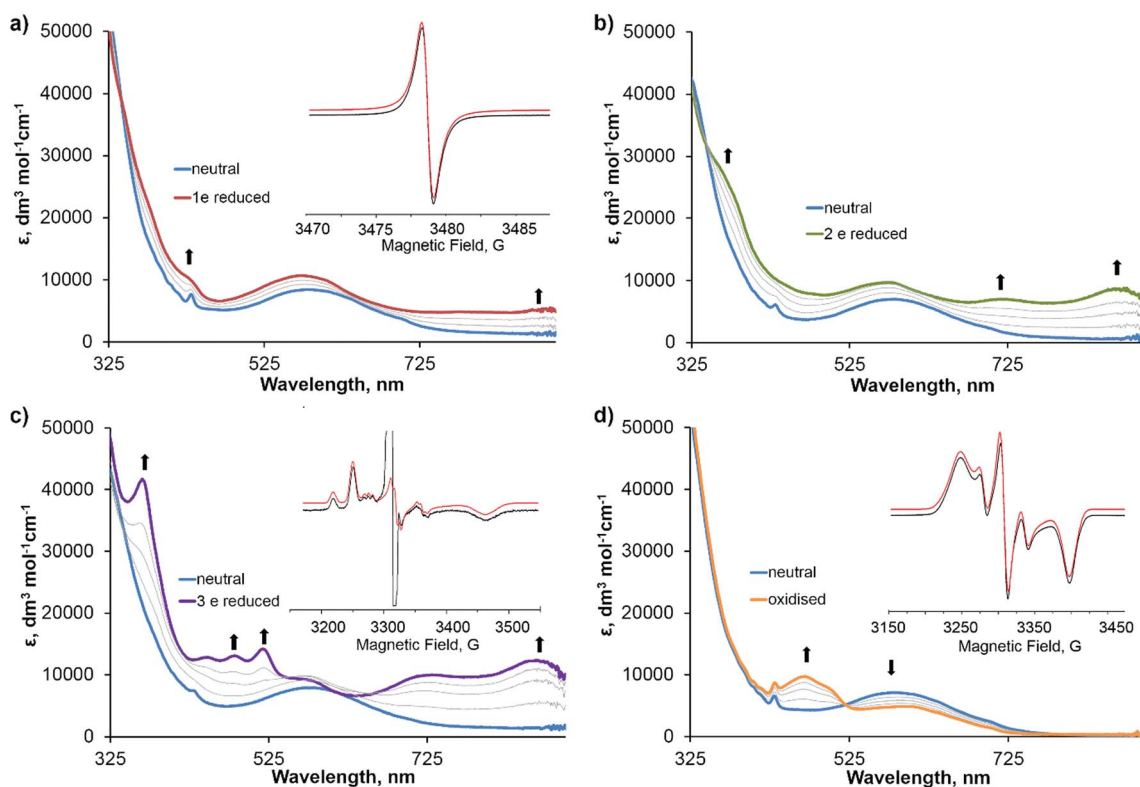 a)
50000
40000
30000
20000
10000
0
ε, dm³ mol⁻¹cm⁻¹
neutral
1e reduced
3470 3475 3480 3485
Magnetic Field, G
325 525 725
Wavelength, nm
b)
50000
40000
30000
20000
10000
0
ε, dm³ mol⁻¹cm⁻¹
neutral
2 e reduced
325 525 725
Wavelength, nm
c)
50000
40000
30000
20000
10000
0
ε, dm³ mol⁻¹cm⁻¹
neutral
3 e reduced
3200 3300 3400 3500
Magnetic Field, G
325 525 725
Wavelength, nm
d)
50000
40000
30000
20000
10000
0
ε, dm³ mol⁻¹cm⁻¹
neutral
oxidised
3150 3250 3350 3450
Magnetic Field, G
325 525 725
Wavelength, nm